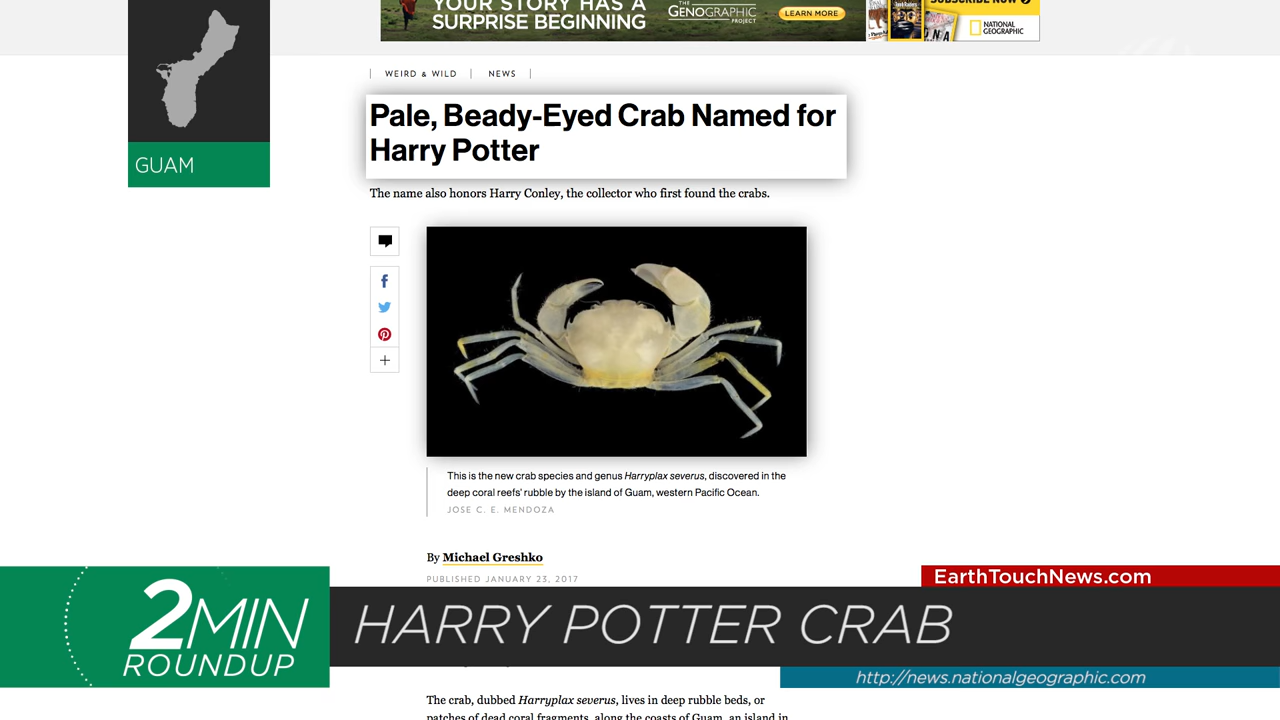 YOUR STORY HAS A
SURPRISE BEGINNING
THE
GENOGRAPHIC
PROJECT
LEARN MORE
SUBSCRIBE NOW
NATIONAL
GEOGRAPHIC
GUAM
WEIRD & WILD
NEWS
Pale, Beady-Eyed Crab Named for
Harry Potter
The name also honors Harry Conley, the collector who first found the crabs.
This is the new crab species and genus Harryplax severus, discovered in the
deep coral reefs' rubble by the island of Guam, western Pacific Ocean.
JOSE C. E. MENDOZA
By Michael Greshko
PUBLISHED JANUARY 23, 2017
EarthTouchNews.com
2MIN
ROUNDUP
HARRY POTTER CRAB
http://news.nationalgeographic.com
The crab, dubbed Harryplax severus, lives in deep rubble beds, or
patches of dead coral fragments, along the coasts of Guam, an island in